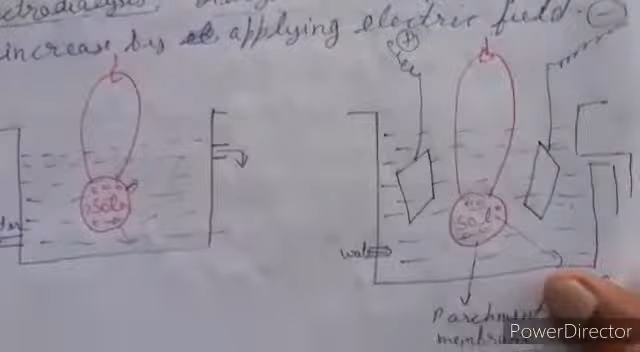 increase by applying electric field.
+
-
Sol
Sol
water
Parchment
membrane
PowerDirector